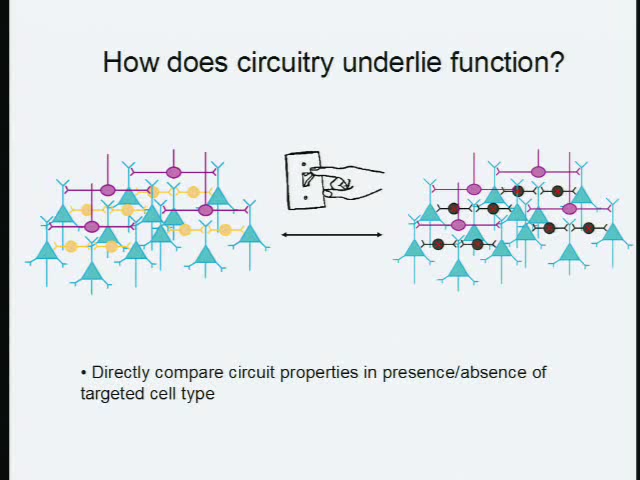 How does circuitry underlie function?
• Directly compare circuit properties in presence/absence of
targeted cell type